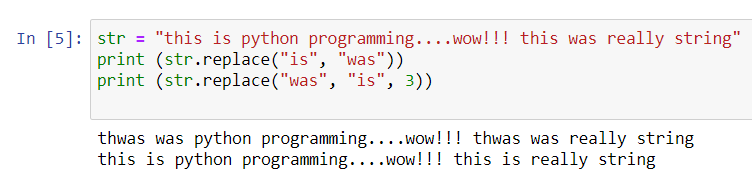 In [5]: str = "this is python programming....wow!!! this was really string"
print (str.replace("is", "was"))
print (str.replace("was", "is", 3))
thwas was python programming....wow!!! thwas was really string
this is python programming....wow!!! this is really string